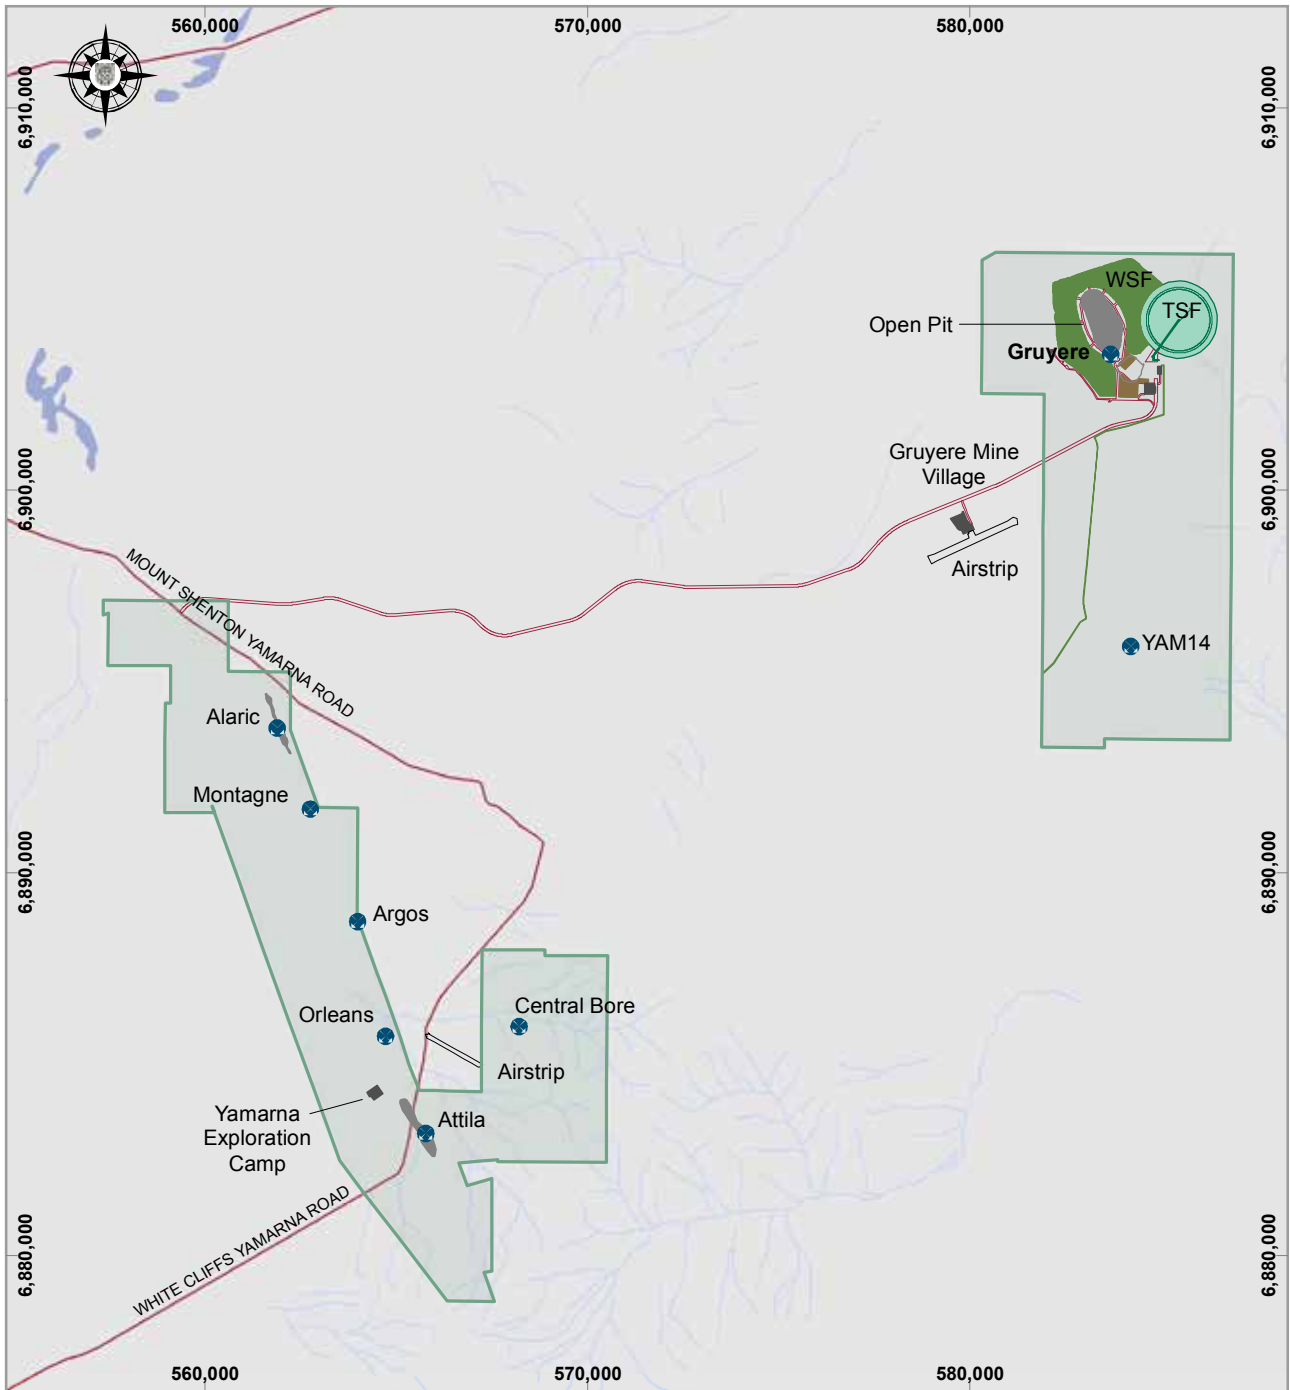 560,000
570,000
580,000
6,910,000
6,910,000
WSF
TSF
Open Pit
Gruyere
Gruyere Mine
Village
6,900,000
6,900,000
Airstrip
MOUNT SHENTON YAMARNA ROAD
YAM14
Alaric
Montagne
6,890,000
6,890,000
Argos
Orleans
Central Bore
Airstrip
Yamarna
Exploration
Camp
Attila
WHITE CLIFFS YAMARNA ROAD
6,880,000
6,880,000
560,000
570,000
580,000